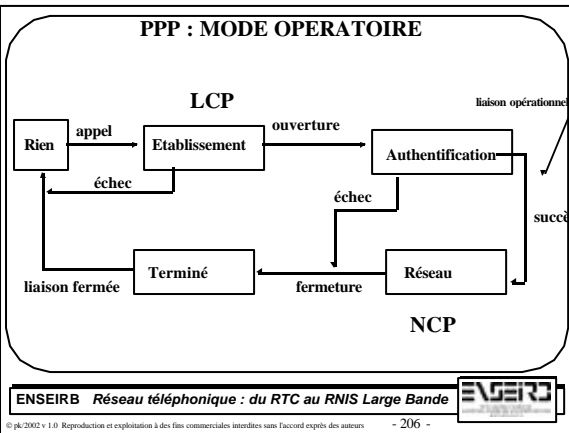 PPP : MODE OPERATOIRE
LCP
liaison opérationnel
Rien
appel
Etablissement
ouverture
Authentification
échec
échec
succè
Terminé
Réseau
liaison fermée
fermeture
NCP
ENSEIRB Réseau téléphonique : du RTC au RNIS Large Bande
ENSEIRB
© pk/2002 v 1.0 Reproduction et exploitation à des fins commerciales interdites sans l'accord exprès des auteurs
- 206 -